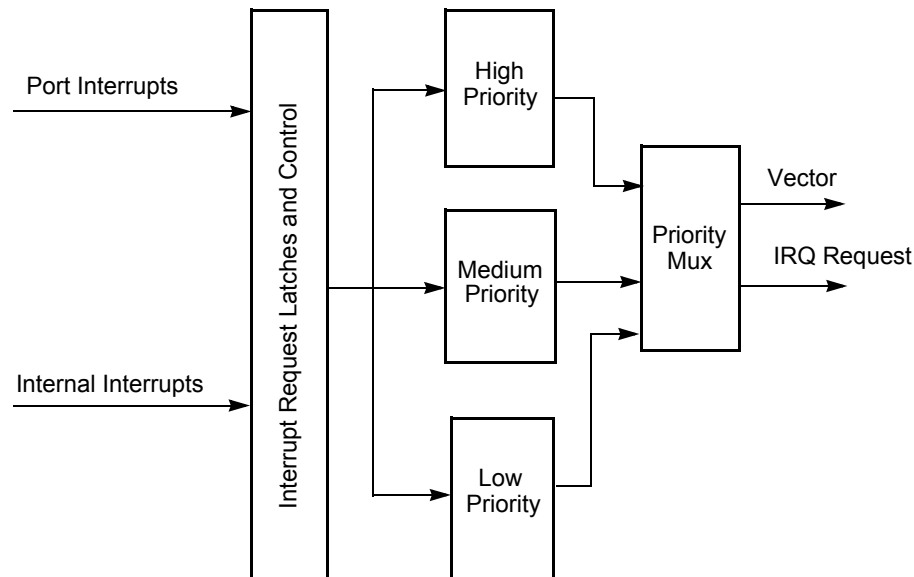 Port Interrupts
Internal Interrupts
Interrupt Request Latches and Control
High
Priority
Medium
Priority
Low
Priority
Priority
Mux
Vector
IRQ Request